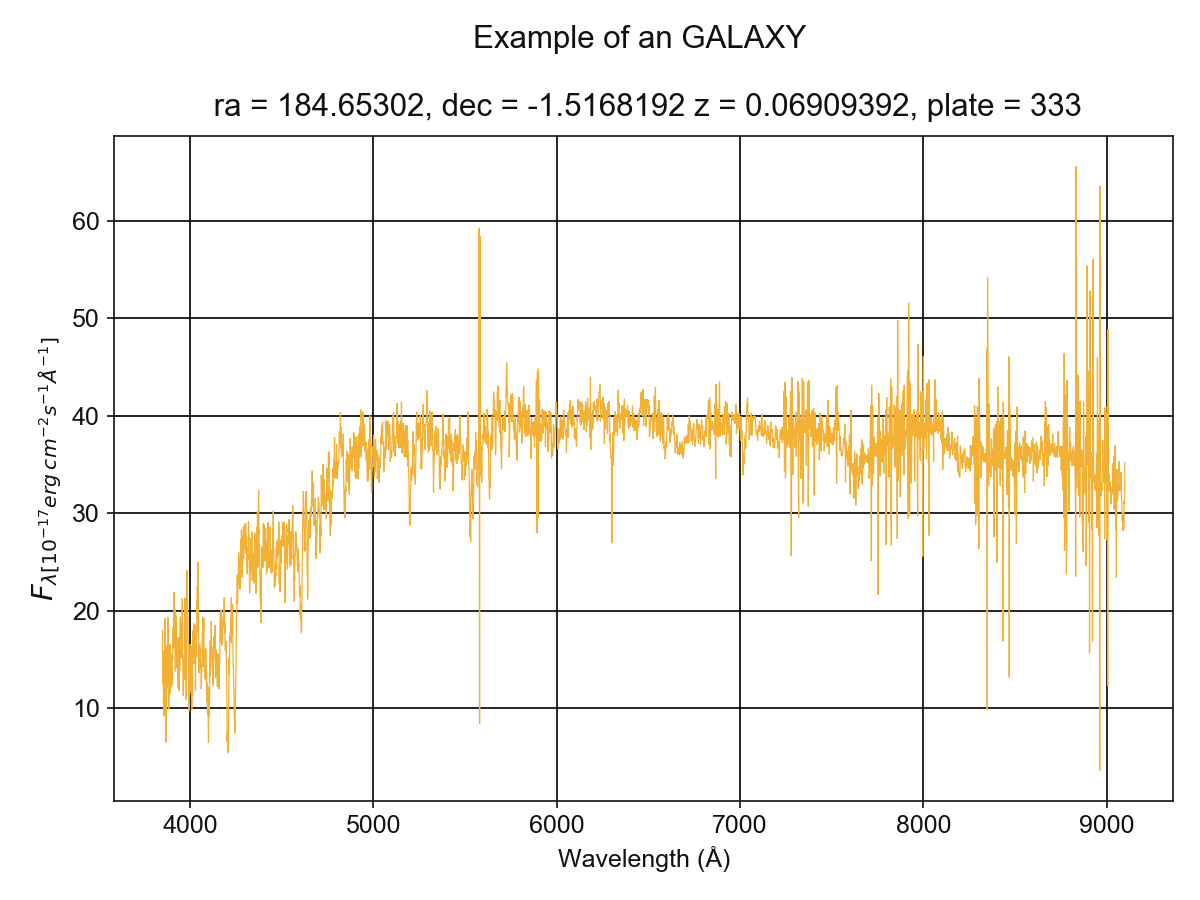 Example of an GALAXY
ra = 184.65302, dec = -1.5168192 z = 0.06909392, plate = 333
60
50
40
30
20
10
F_{λ[10^{-17} erg cm^{-2}s^{-1}Å^{-1}]}
4000 5000 6000 7000 8000 9000
Wavelength (Å)